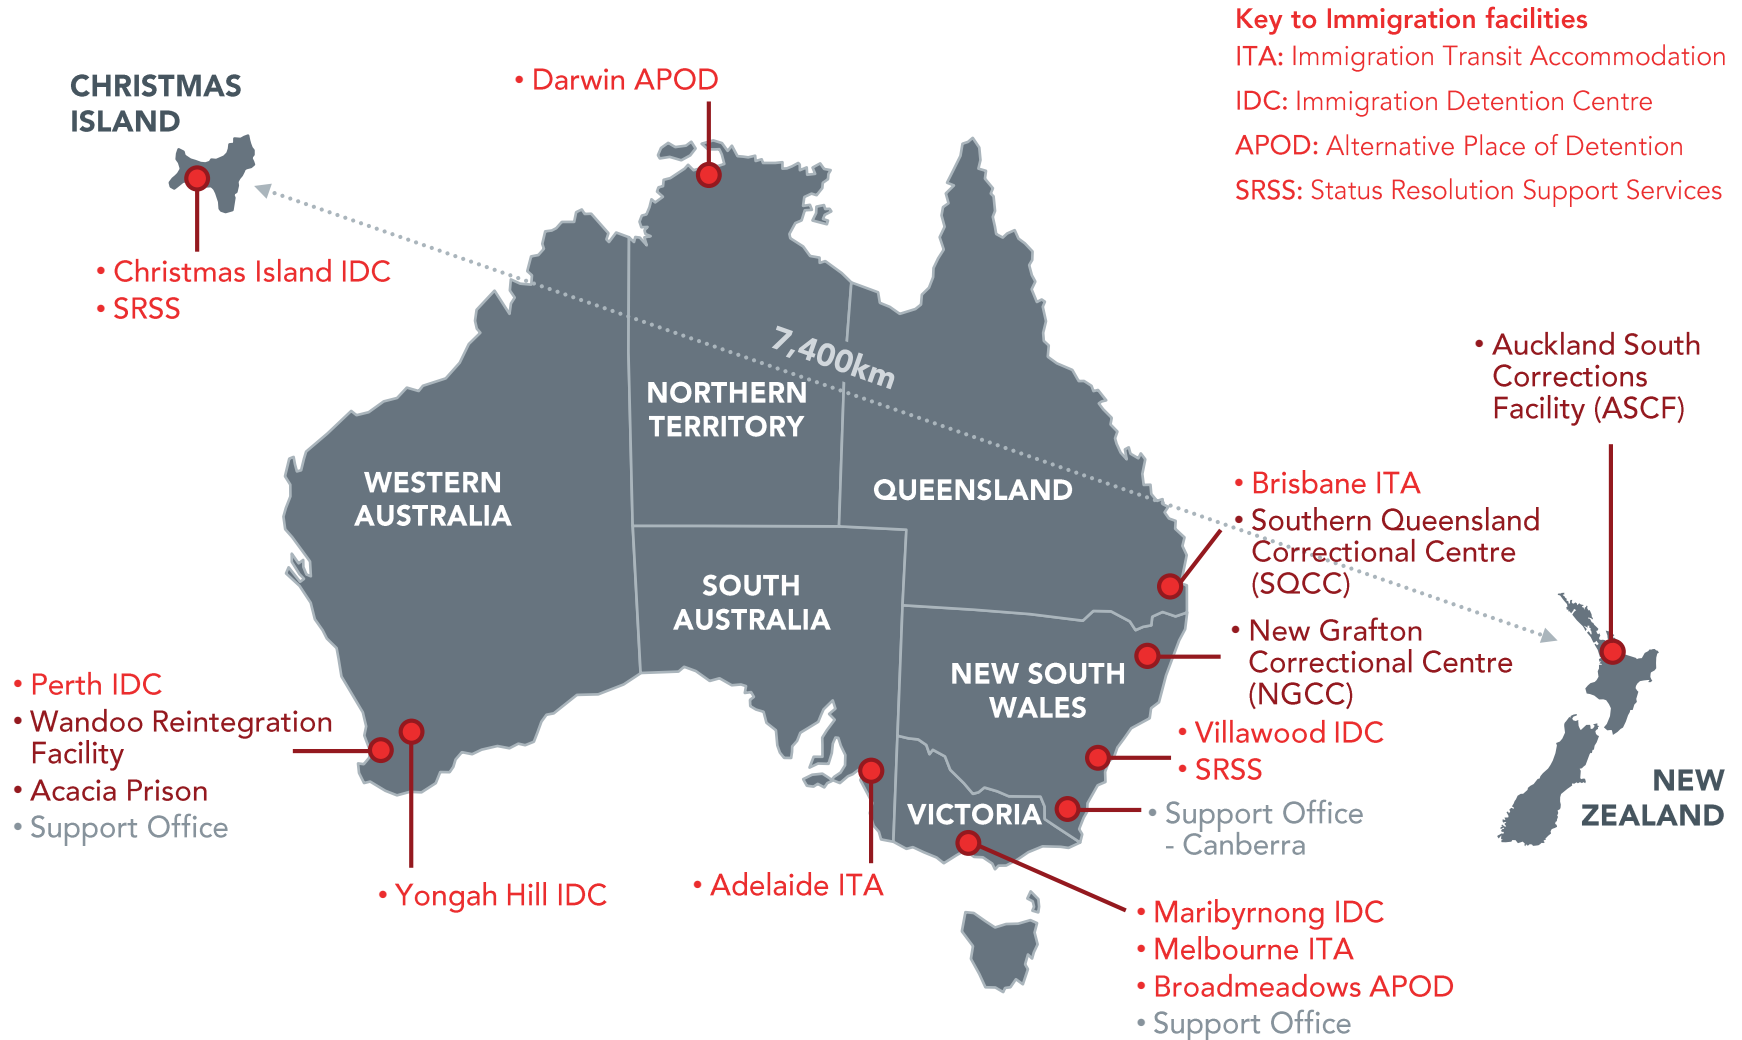 Key to Immigration facilities
ITA: Immigration Transit Accommodation
IDC: Immigration Detention Centre
APOD: Alternative Place of Detention
SRSS: Status Resolution Support Services
CHRISTMAS
ISLAND
• Christmas Island IDC
• SRSS
• Darwin APOD
7,400km
NORTHERN
TERRITORY
WESTERN
AUSTRALIA
QUEENSLAND
SOUTH
AUSTRALIA
NEW SOUTH
WALES
VICTORIA
• Auckland South
Corrections
Facility (ASCF)
• Brisbane ITA
• Southern Queensland
Correctional Centre
(SQCC)
• New Grafton
Correctional Centre
(NGCC)
• Villawood IDC
• SRSS
• Support Office
- Canberra
NEW
ZEALAND
• Perth IDC
• Wandoo Reintegration
Facility
• Acacia Prison
• Support Office
• Yongah Hill IDC
• Adelaide ITA
• Maribyrnong IDC
• Melbourne ITA
• Broadmeadows APOD
• Support Office